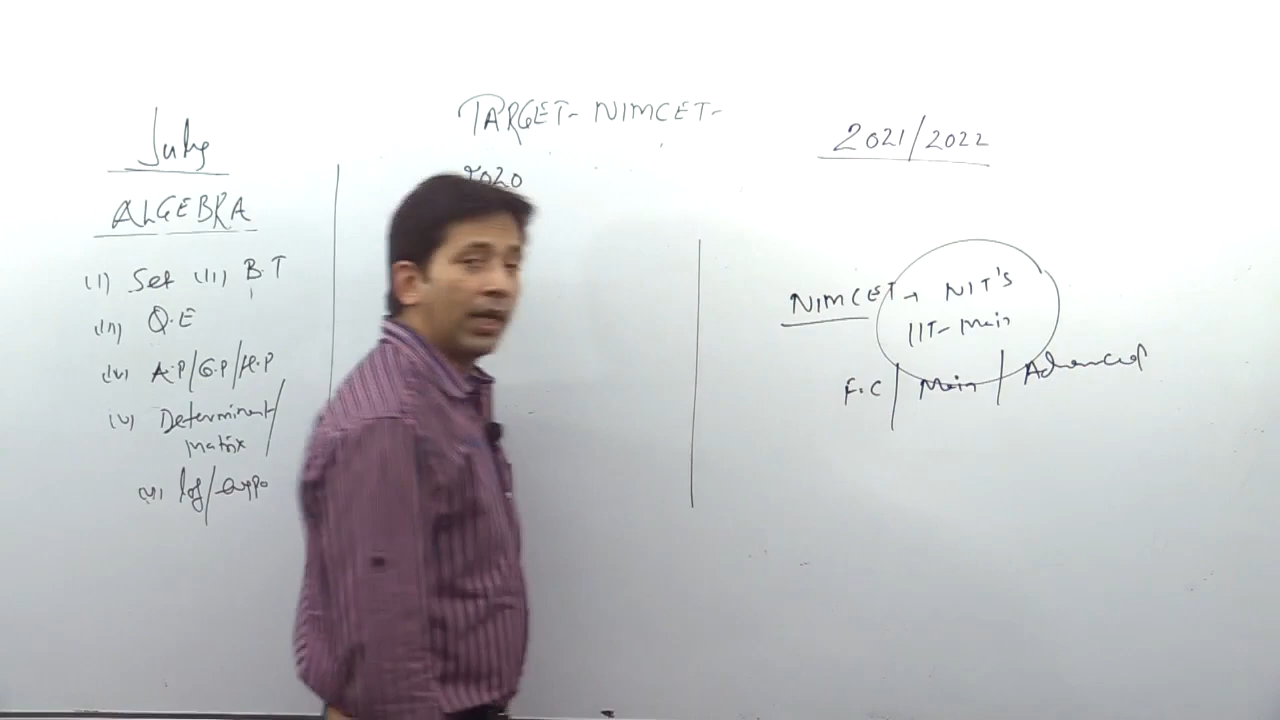 July
ALGEBRA
(i) Set (ii) B.T
(iii) Q.E
(iv) A.P/G.P/H.P
(v) Determinant/
matrix
(v) log/expo
TARGET- NIMCET-
2020
2021/2022
NIMCET → NIT's
IIT- Main
F.C | Main | Advanced